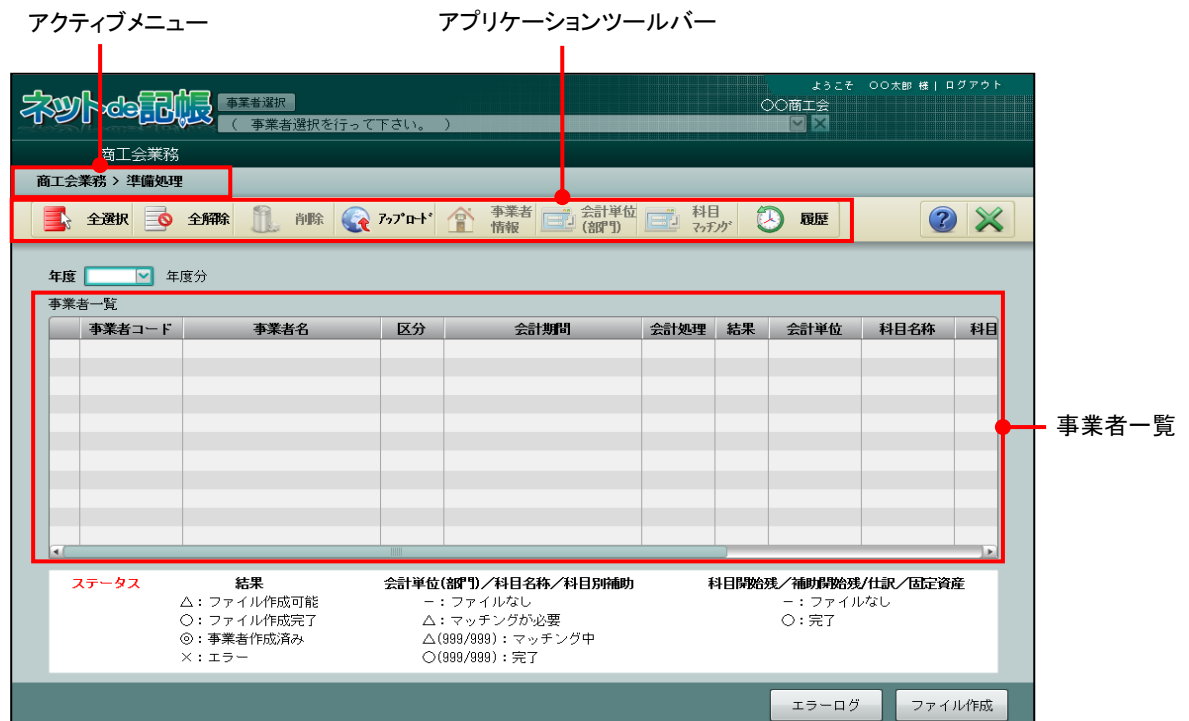 アクティブメニュー
アプリケーションツールバー
ようこそ 〇〇太郎 様 | ログアウト
ネットde記帳
事業者選択
〇〇商工会
( 事業者選択を行って下さい。 )
商工会業務
商工会業務 > 準備処理
全選択 全解除 削除 ｱｯﾌﾟﾛｰﾄﾞ 事業者情報 会計単位(部門) 科目ﾏｯﾁﾝｸﾞ 履歴
年度 年度分
事業者一覧
事業者コード 事業者名 区分 会計期間 会計処理 結果 会計単位 科目名称 科目
事業者一覧
ステータス 結果 会計単位(部門)／科目名称／科目別補助 科目開始残／補助開始残/仕訳／固定資産
△：ファイル作成可能 －：ファイルなし －：ファイルなし
○：ファイル作成完了 △：マッチングが必要 ○：完了
◎：事業者作成済み △(999/999)：マッチング中
×：エラー ○(999/999)：完了
エラーログ ファイル作成